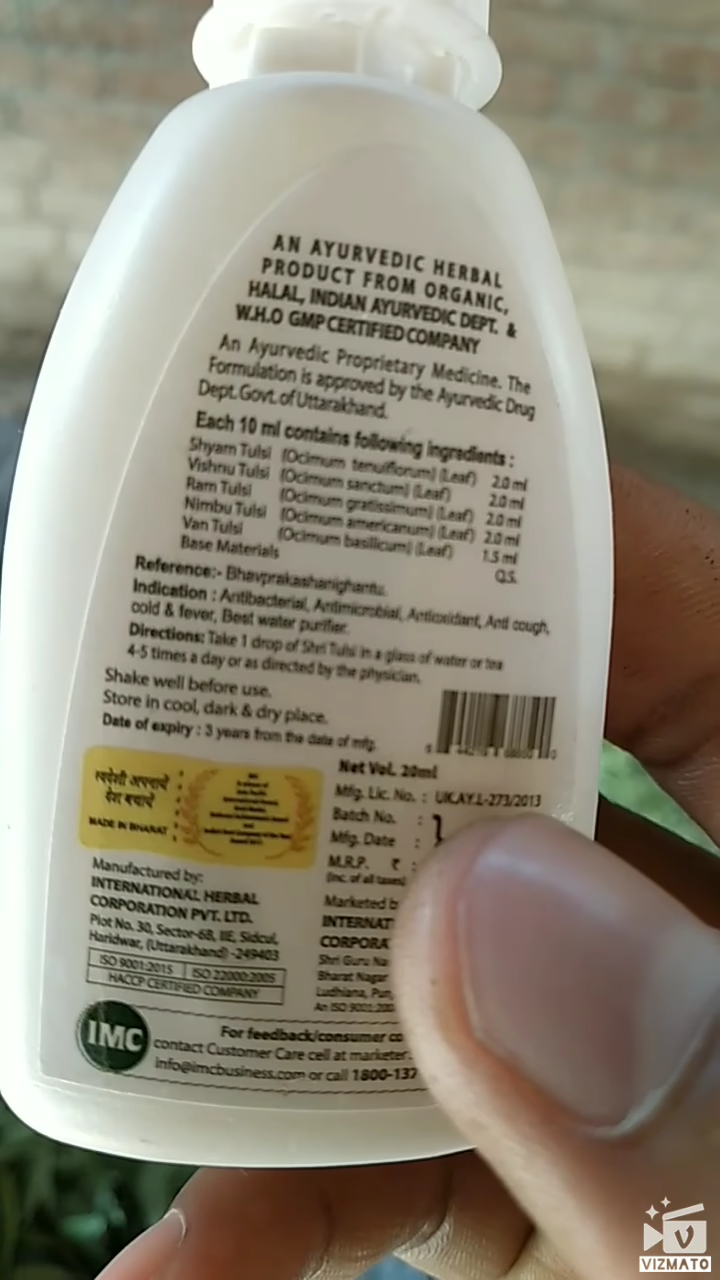 AN AYURVEDIC HERBAL
PRODUCT FROM ORGANIC,
HALAL, INDIAN AYURVEDIC DEPT. &
W.H.O GMP CERTIFIED COMPANY
An Ayurvedic Proprietary Medicine. The
Formulation is approved by the Ayurvedic Drug
Dept. Govt. of Uttarakhand.
Each 10 ml contains following ingredients :
Shyam Tulsi (Ocimum tenuiflorum) (Leaf) 2.0 ml
Vishnu Tulsi (Ocimum sanctum) (Leaf) 2.0 ml
Ram Tulsi (Ocimum gratissimum) (Leaf) 2.0 ml
Nimbu Tulsi (Ocimum americanum) (Leaf) 2.0 ml
Van Tulsi (Ocimum basilicum) (Leaf) 1.5 ml
Base Materials Q.S.
Reference:- Bhavprakashanighantu.
Indication : Antibacterial, Antimicrobial, Antioxidant, Anti cough,
cold & fever, Best water purifier.
Directions: Take 1 drop of Shri Tulsi in a glass of water or tea
4-5 times a day or as directed by the physician.
Shake well before use.
Store in cool, dark & dry place.
Date of expiry : 3 years from the date of mfg.
स्वदेशी अपनायें
देश बचायें
MADE IN BHARAT
Net Vol. 20ml
Mfg. Lic. No. : UK.AY.L-273/2013
Batch No. :
Mfg. Date :
M.R.P. ₹ :
(Inc. of all taxes)
Manufactured by:
INTERNATIONAL HERBAL
CORPORATION PVT. LTD.
Plot No. 30, Sector-6B, IIE, Sidcul,
Haridwar, (Uttarakhand) -249403
ISO 9001:2015 ISO 22000:2005
HACCP CERTIFIED COMPANY
Marketed b
INTERNAT
CORPORA
Shri Guru Na
Bharat Nagar
Ludhiana, Pun
An ISO 9001:200
IMC
For feedback/consumer co
contact Customer Care cell at marketer
info@imcbusiness.com or call 1800-137
VIZMATO